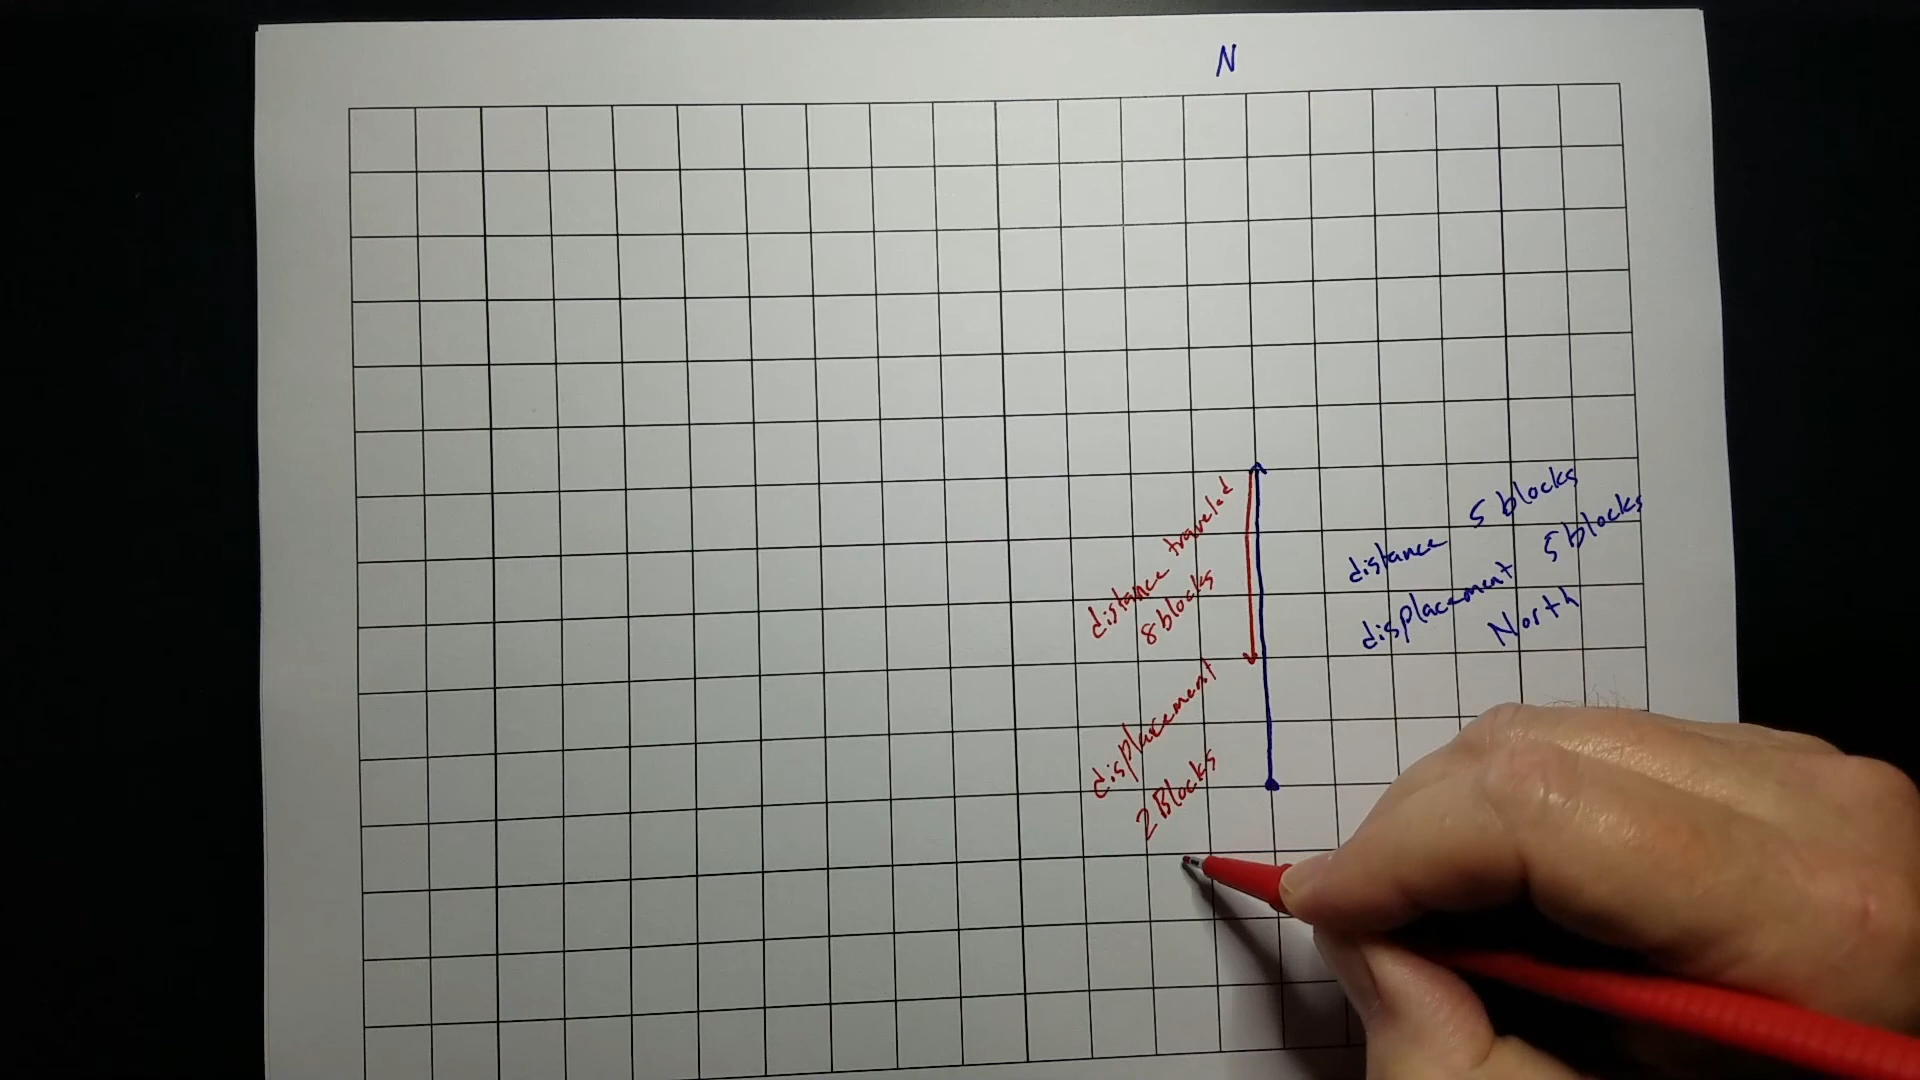 N
distance traveled
8 blocks
displacement
2 Blocks
distance 5 blocks
displacement 5 blocks
North